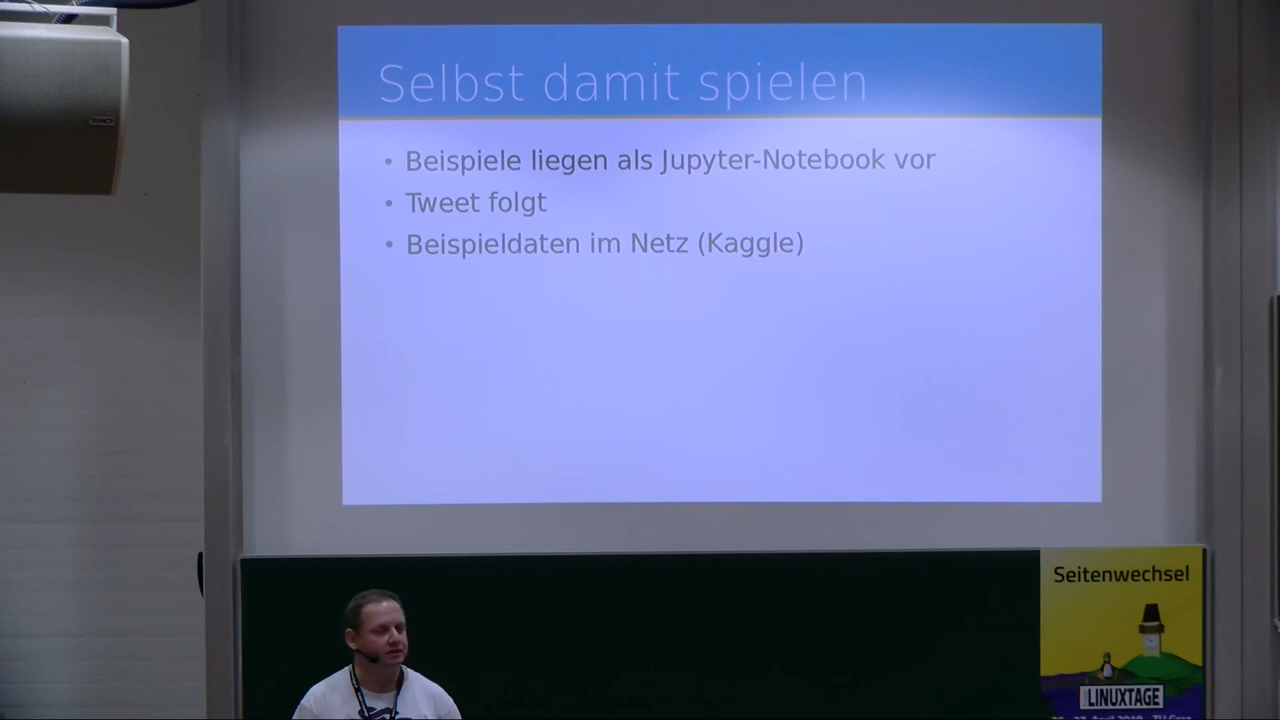 Selbst damit spielen
• Beispiele liegen als Jupyter-Notebook vor
• Tweet folgt
• Beispieldaten im Netz (Kaggle)
Seitenwechsel
LINUXTAGE